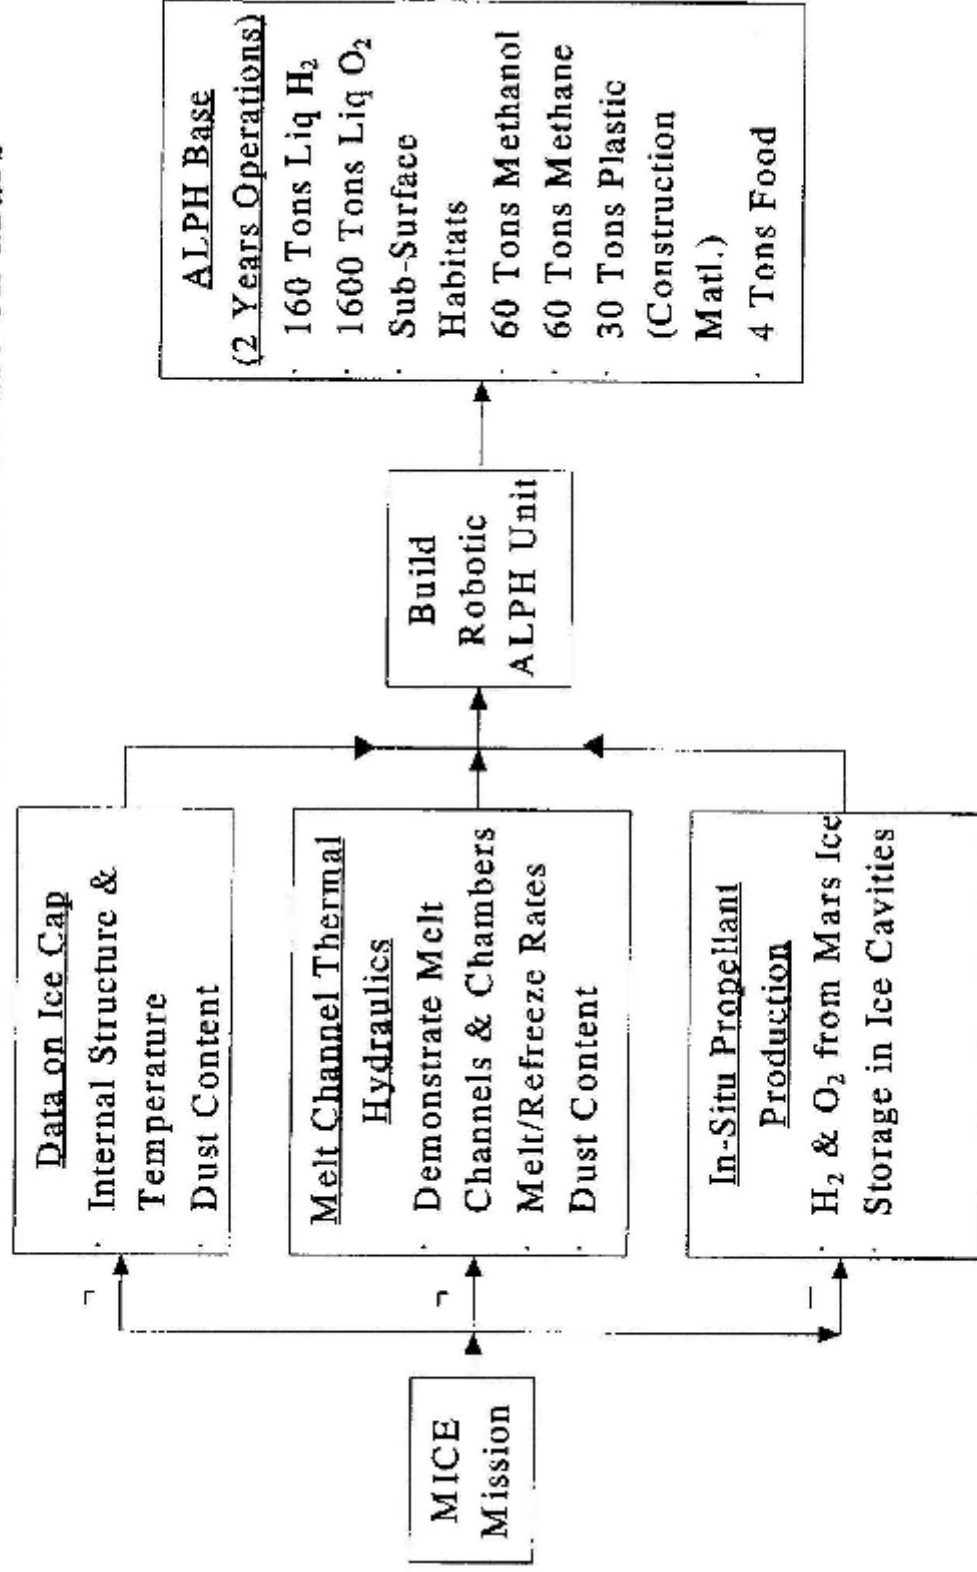 MICE
Mission
Data on Ice Cap
Internal Structure &
Temperature
Dust Content
Melt Channel Thermal
Hydraulics
Demonstrate Melt
Channels & Chambers
Melt/Refreeze Rates
Dust Content
In-Situ Propellant
Production
H₂ & O₂ from Mars Ice
Storage in Ice Cavities
Build
Robotic
ALPH Unit
ALPH Base
(2 Years Operations)
160 Tons Liq H₂
1600 Tons Liq O₂
Sub-Surface
Habitats
60 Tons Methanol
60 Tons Methane
30 Tons Plastic
(Construction
Matl.)
4 Tons Food